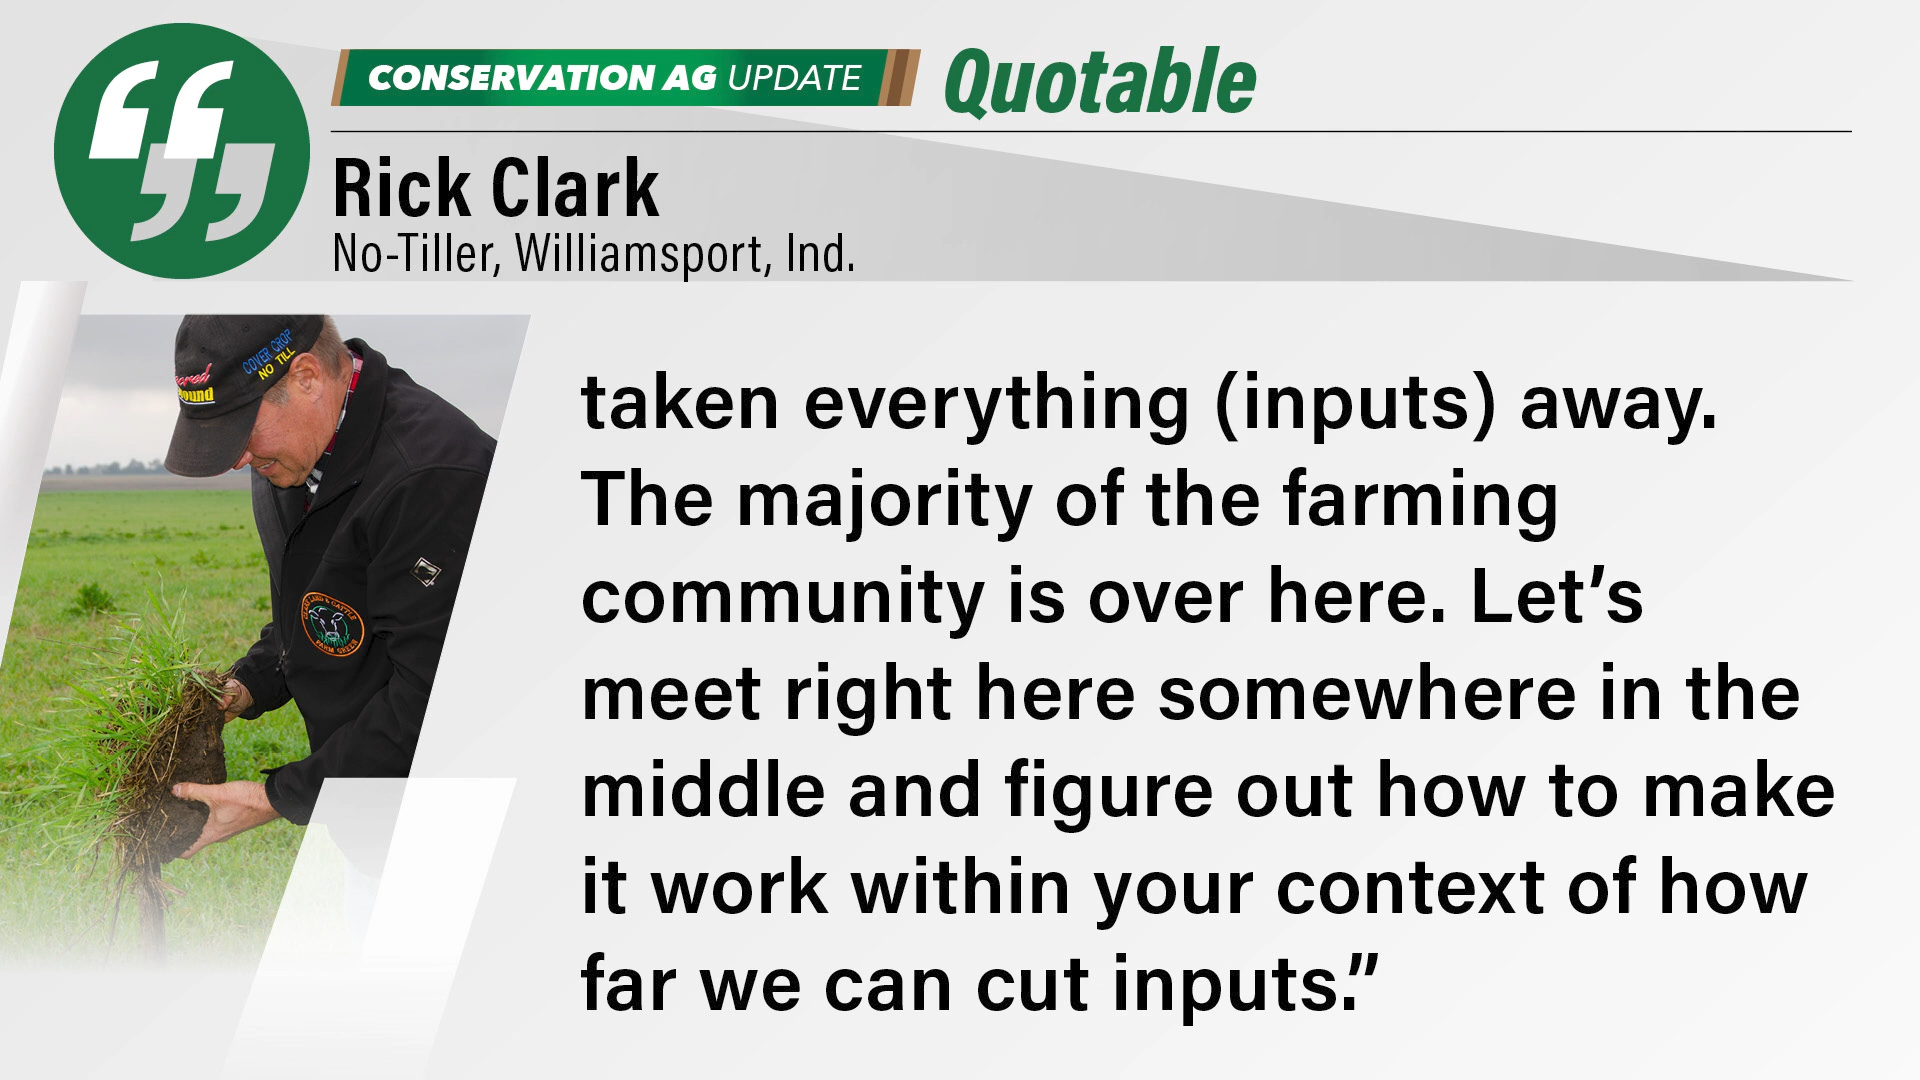 CONSERVATION AG UPDATE Quotable
Rick Clark
No-Tiller, Williamsport, Ind.
COVER CROP
NO TILL
taken everything (inputs) away.
The majority of the farming
community is over here. Let’s
meet right here somewhere in the
middle and figure out how to make
it work within your context of how
far we can cut inputs.”